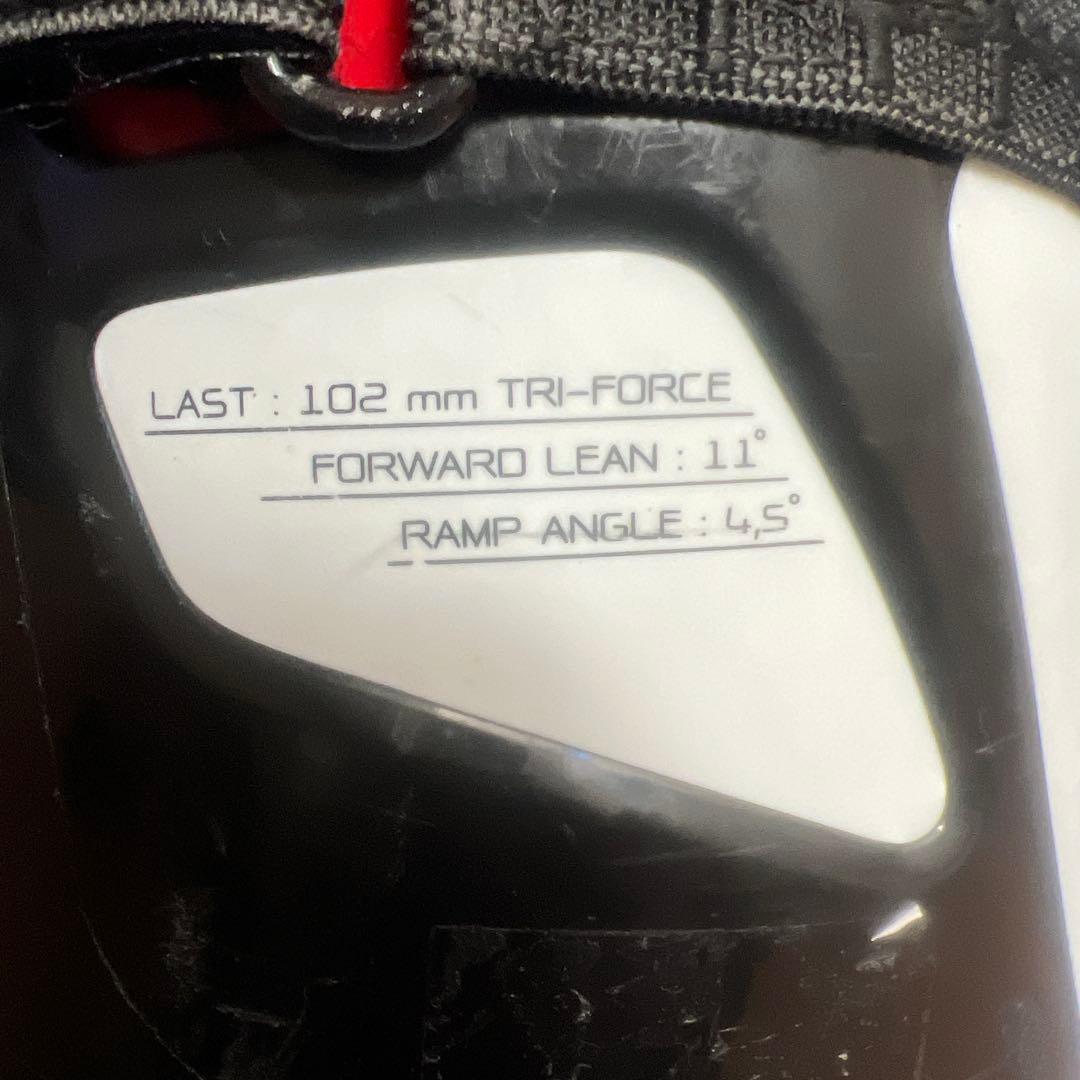 LAST : 102 mm TRI-FORCE
FORWARD LEAN : 11°
RAMP ANGLE : 4,5°